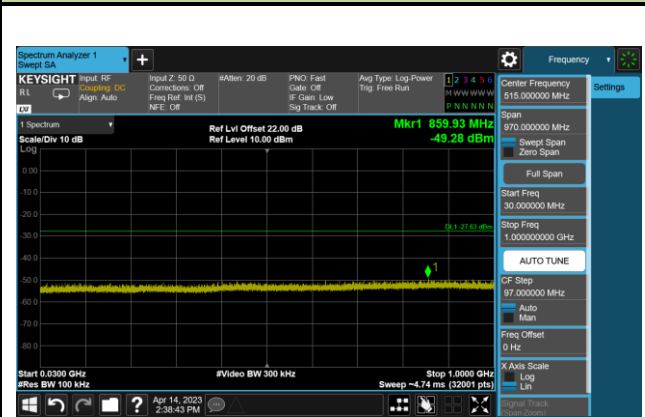 Spectrum Analyzer 1
Swept SA
Frequency
KEYSIGHT
RL
LXI
Input: RF
Coupling: DC
Align: Auto
Input Z: 50 Ω
Corrections: Off
Freq Ref: Int (S)
NFE: Off
#Atten: 20 dB
PNO: Fast
Gate: Off
IF Gain: Low
Sig Track: Off
Avg Type: Log-Power
Trig: Free Run
1 2 3 4 5 6
M W W W W W
P N N N N N
Center Frequency
515.000000 MHz
Settings
1 Spectrum
Scale/Div 10 dB
Ref Lvl Offset 22.00 dB
Ref Level 10.00 dBm
Mkr1 859.93 MHz
-49.28 dBm
Span
970.000000 MHz
Swept Span
Zero Span
Log
0.00
-10.0
-20.0
-30.0
-40.0
-50.0
-60.0
-70.0
-80.0
DL1 -27.63 dBm
1
Full Span
Start Freq
30.000000 MHz
Stop Freq
1.000000000 GHz
AUTO TUNE
CF Step
97.000000 MHz
Auto
Man
Freq Offset
0 Hz
X Axis Scale
Log
Lin
Signal Track
(Span Zoom)
Start 0.0300 GHz
#Res BW 100 kHz
#Video BW 300 kHz
Stop 1.0000 GHz
Sweep ~4.74 ms (32001 pts)
?
Apr 14, 2023
2:38:43 PM